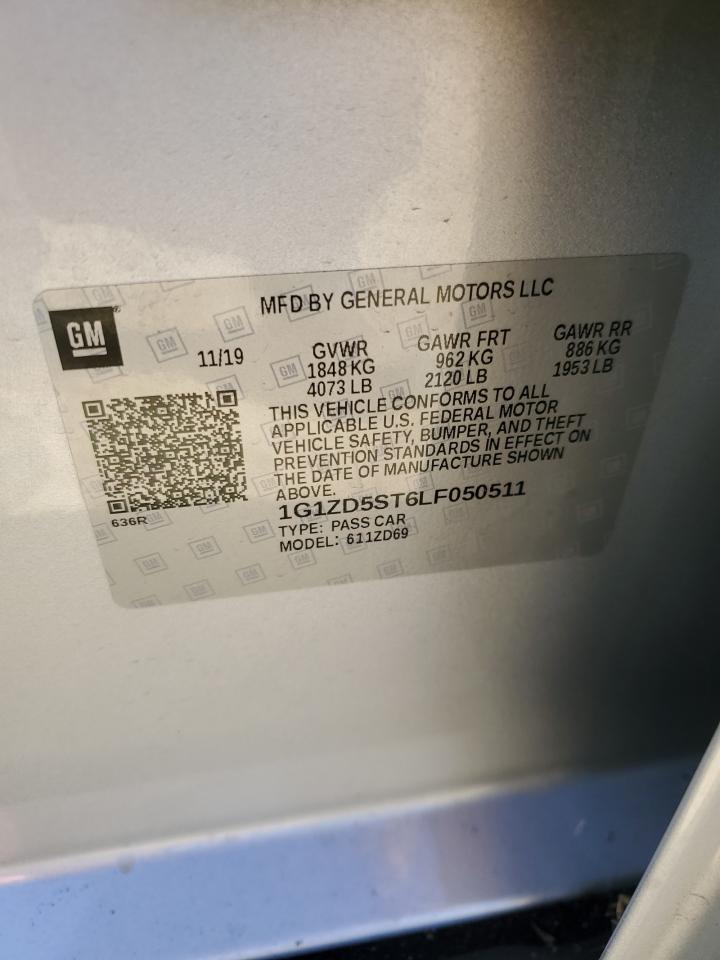 GM
MFD BY GENERAL MOTORS LLC
11/19
GVWR
1848 KG
4073 LB
GAWR FRT
962 KG
2120 LB
GAWR RR
886 KG
1953 LB
THIS VEHICLE CONFORMS TO ALL
APPLICABLE U.S. FEDERAL MOTOR
VEHICLE SAFETY, BUMPER, AND THEFT
PREVENTION STANDARDS IN EFFECT ON
THE DATE OF MANUFACTURE SHOWN
ABOVE.
1G1ZD5ST6LF050511
TYPE: PASS CAR
MODEL: 611ZD69
636R